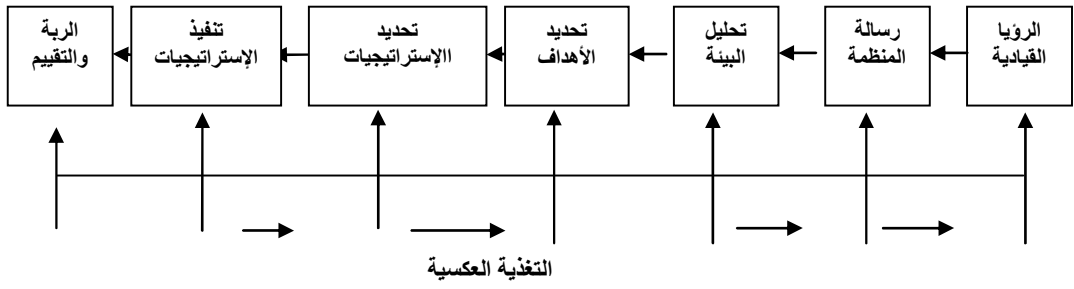 الرؤيا
القيادية
رسالة
المنظمة
تحليل
البيئة
تحديد
الأهداف
تحديد
االإستراتيجيات
تنفيذ
الإستراتيجيات
الربة
والتقييم
التغذية العكسية